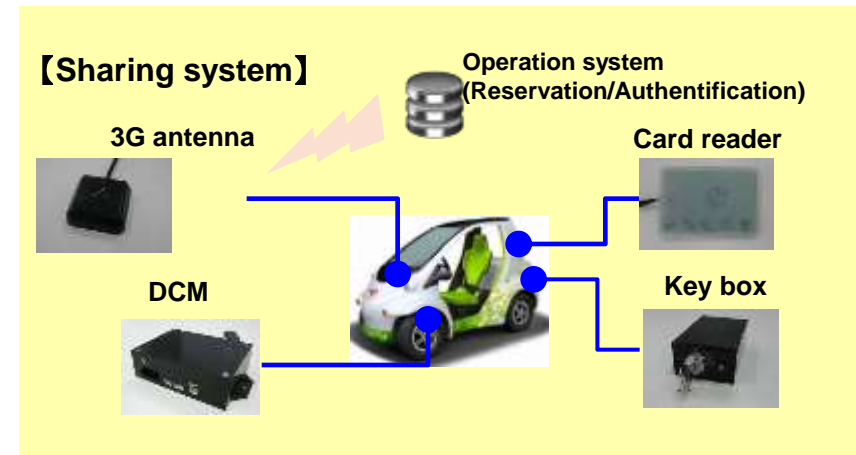 【Sharing system】
Operation system
(Reservation/Authentification)
3G antenna
Card reader
DCM
Key box